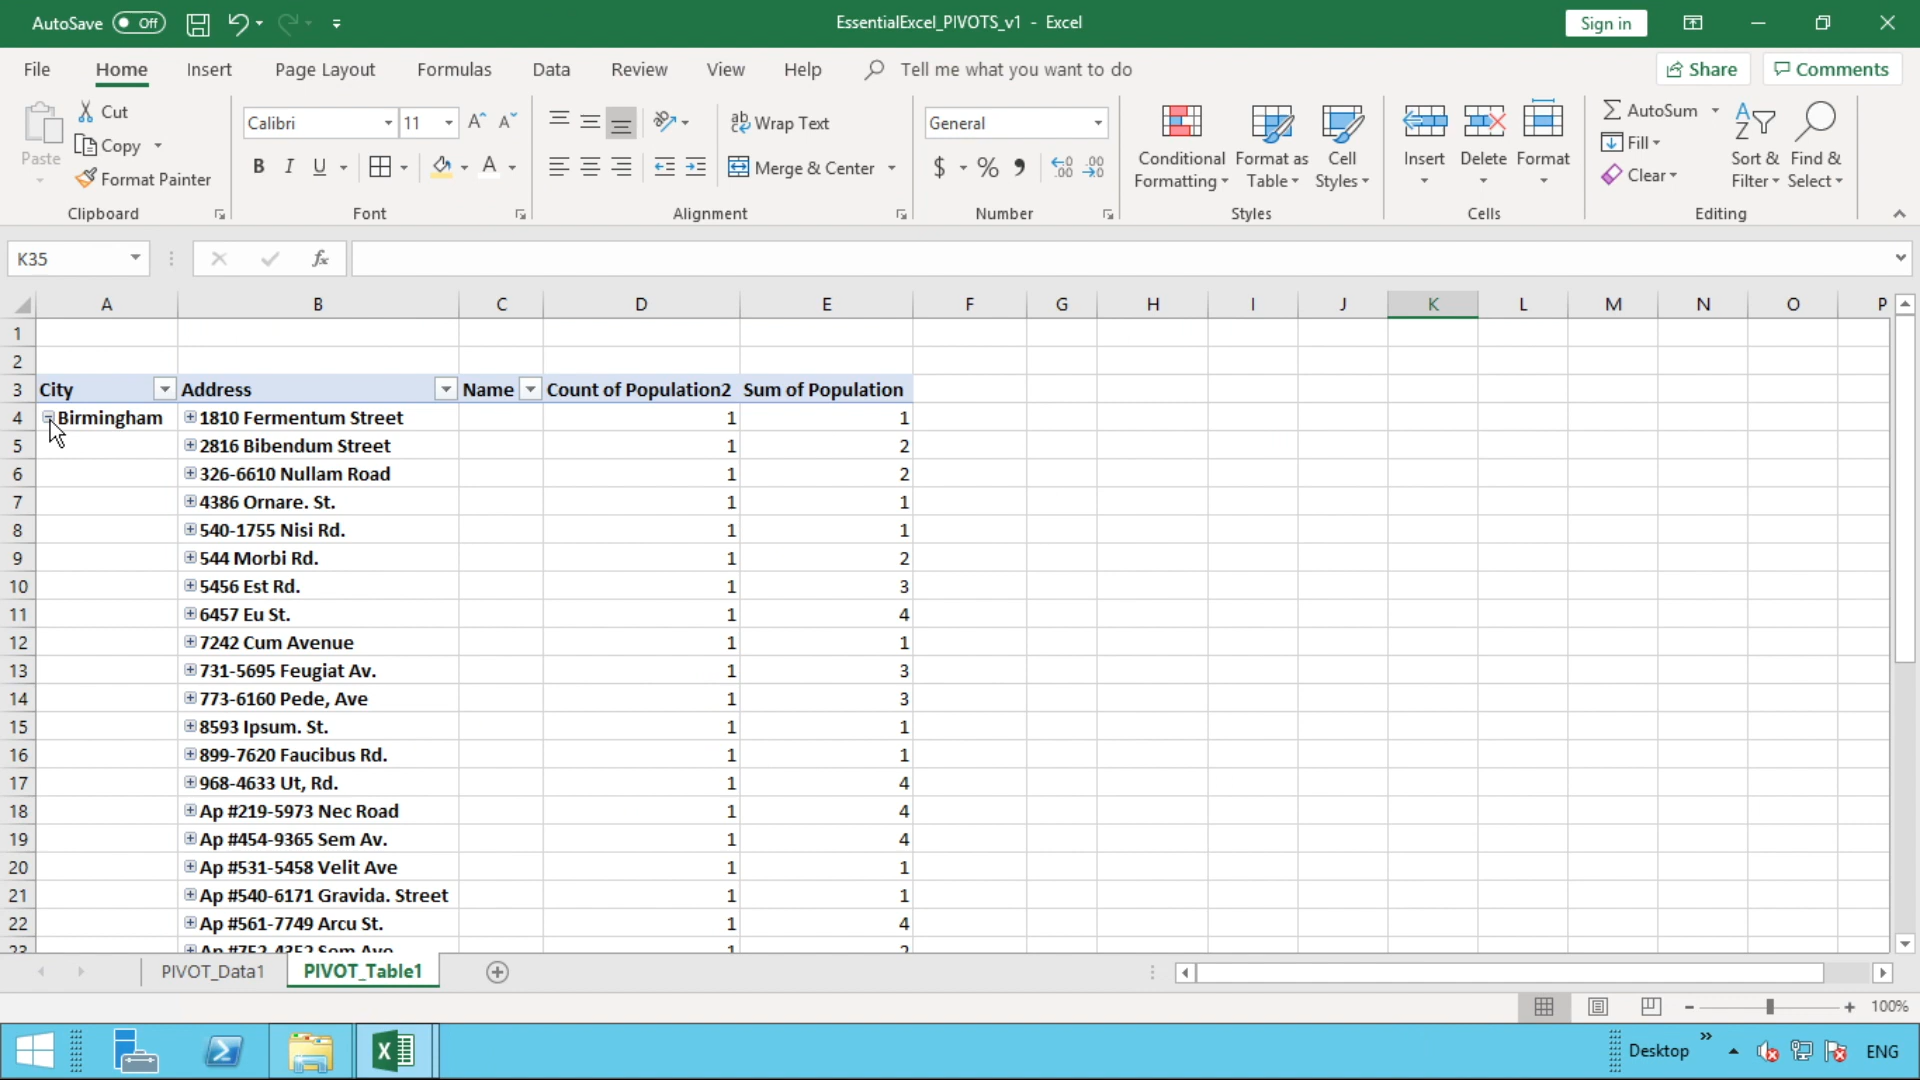 AutoSave Off
EssentialExcel_PIVOTS_v1 - Excel
Sign in
File Home Insert Page Layout Formulas Data Review View Help Tell me what you want to do
Share Comments
Paste
Cut
Copy
Format Painter
Clipboard
Calibri 11
B I U
Font
Wrap Text
Merge & Center
Alignment
General
$ %
Number
Conditional Formatting
Format as Table
Cell Styles
Styles
Insert Delete Format
Cells
AutoSum
Fill
Clear
Sort & Filter
Find & Select
Editing
K35
fx
A B C D E F G H I J K L M N O P
1
2
3 City Address Name Count of Population2 Sum of Population
4 Birmingham 1810 Fermentum Street 1 1
5 2816 Bibendum Street 1 2
6 326-6610 Nullam Road 1 2
7 4386 Ornare. St. 1 1
8 540-1755 Nisi Rd. 1 1
9 544 Morbi Rd. 1 2
10 5456 Est Rd. 1 3
11 6457 Eu St. 1 4
12 7242 Cum Avenue 1 1
13 731-5695 Feugiat Av. 1 3
14 773-6160 Pede, Ave 1 3
15 8593 Ipsum. St. 1 1
16 899-7620 Faucibus Rd. 1 1
17 968-4633 Ut, Rd. 1 4
18 Ap #219-5973 Nec Road 1 4
19 Ap #454-9365 Sem Av. 1 4
20 Ap #531-5458 Velit Ave 1 1
21 Ap #540-6171 Gravida. Street 1 1
22 Ap #561-7749 Arcu St. 1 4
23 Ap #752-4352 Sem Ave 1 2
PIVOT_Data1 PIVOT_Table1
100%
Desktop
ENG